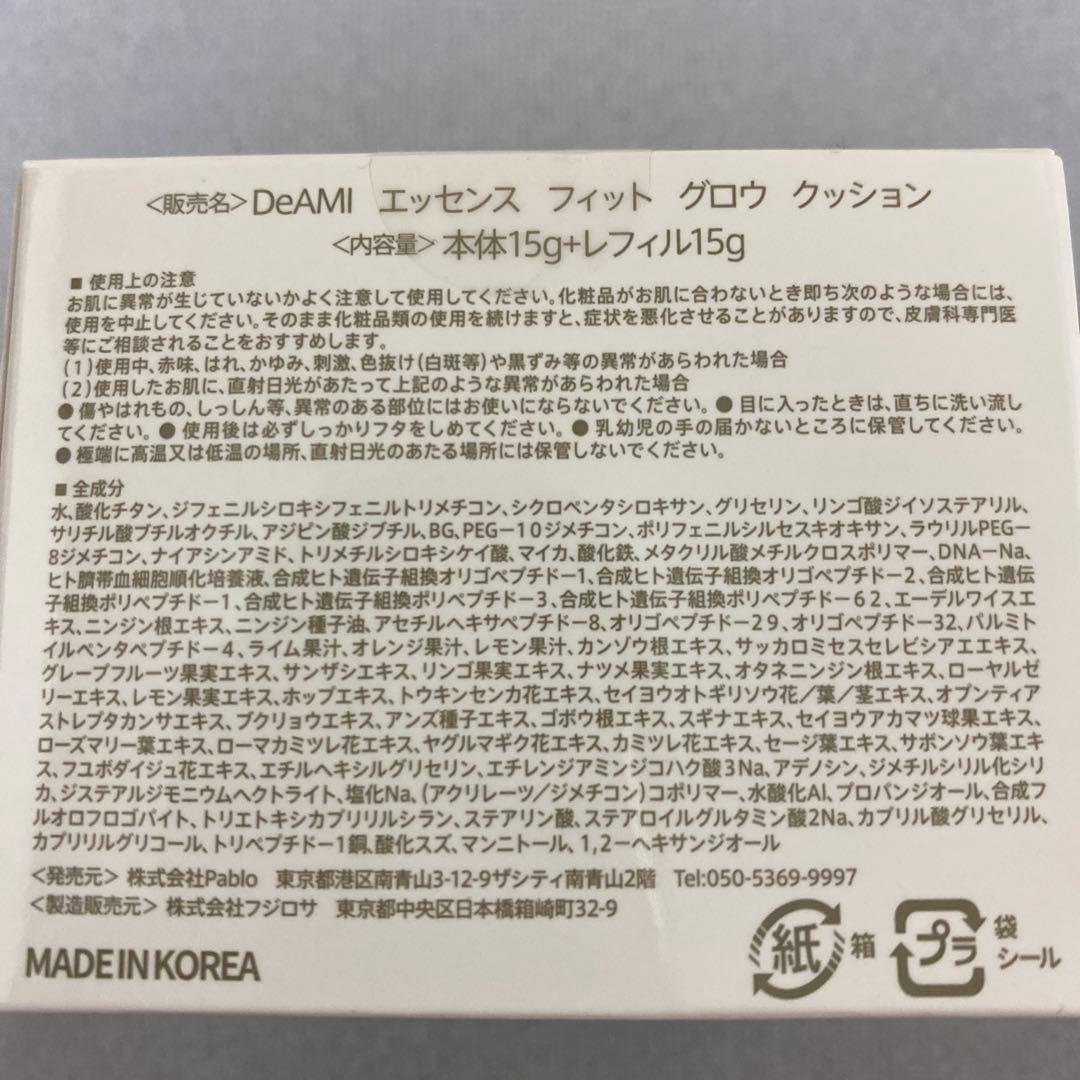 <販売名>DeAMI エッセンス フィット グロウ クッション
<内容量>本体15g+レフィル15g
■ 使用上の注意
お肌に異常が生じていないかよく注意して使用してください。化粧品がお肌に合わないとき即ち次のような場合には、
使用を中止してください。そのまま化粧品類の使用を続けますと、症状を悪化させることがありますので、皮膚科専門医
等にご相談されることをおすすめします。
(1)使用中、赤味、はれ、かゆみ、刺激、色抜け(白斑等)や黒ずみ等の異常があらわれた場合
(2)使用したお肌に、直射日光があたって上記のような異常があらわれた場合
● 傷やはれもの、しっしん等、異常のある部位にはお使いにならないでください。● 目に入ったときは、直ちに洗い流し
てください。● 使用後は必ずしっかりフタをしめてください。● 乳幼児の手の届かないところに保管してください。
● 極端に高温又は低温の場所、直射日光のあたる場所には保管しないでください。
■ 全成分
水、酸化チタン、ジフェニルシロキシフェニルトリメチコン、シクロペンタシロキサン、グリセリン、リンゴ酸ジイソステアリル、
サリチル酸ブチルオクチル、アジピン酸ジブチル、BG、PEG－10ジメチコン、ポリフェニルシルセスキオキサン、ラウリルPEG－
8ジメチコン、ナイアシンアミド、トリメチルシロキシケイ酸、マイカ、酸化鉄、メタクリル酸メチルクロスポリマー、DNA－Na、
ヒト臍帯血細胞順化培養液、合成ヒト遺伝子組換オリゴペプチド－1、合成ヒト遺伝子組換オリゴペプチド－2、合成ヒト遺伝
子組換ポリペプチド－1、合成ヒト遺伝子組換ポリペプチド－3、合成ヒト遺伝子組換ポリペプチド－62、エーデルワイスエ
キス、ニンジン根エキス、ニンジン種子油、アセチルヘキサペプチド－8、オリゴペプチド－29、オリゴペプチド－32、パルミト
イルペンタペプチド－4、ライム果汁、オレンジ果汁、レモン果汁、カンゾウ根エキス、サッカロミセスセレビシアエエキス、
グレープフルーツ果実エキス、サンザシエキス、リンゴ果実エキス、ナツメ果実エキス、オタネニンジン根エキス、ローヤルゼ
リーエキス、レモン果実エキス、ホップエキス、トウキンセンカ花エキス、セイヨウオトギリソウ花／葉／茎エキス、オプンティア
ストレプタカンサエキス、ブクリョウエキス、アンズ種子エキス、ゴボウ根エキス、スギナエキス、セイヨウアカマツ球果エキス、
ローズマリー葉エキス、ローマカミツレ花エキス、ヤグルマギク花エキス、カミツレ花エキス、セージ葉エキス、サボンソウ葉エキ
ス、フユボダイジュ花エキス、エチルヘキシルグリセリン、エチレンジアミンジコハク酸3Na、アデノシン、ジメチルシリル化シリ
カ、ジステアルジモニウムヘクトライト、塩化Na、(アクリレーツ／ジメチコン)コポリマー、水酸化Al、プロパンジオール、合成フ
ルオロフロゴパイト、トリエトキシカプリリルシラン、ステアリン酸、ステアロイルグルタミン酸2Na、カプリル酸グリセリル、
カプリリルグリコール、トリペプチド－1銅、酸化スズ、マンニトール、1,2－ヘキサンジオール
<発売元> 株式会社Pablo 東京都港区南青山3-12-9ザシティ南青山2階 Tel:050-5369-9997
<製造販売元> 株式会社フジロサ 東京都中央区日本橋箱崎町32-9
MADE IN KOREA
紙 箱
プラ 袋 シール